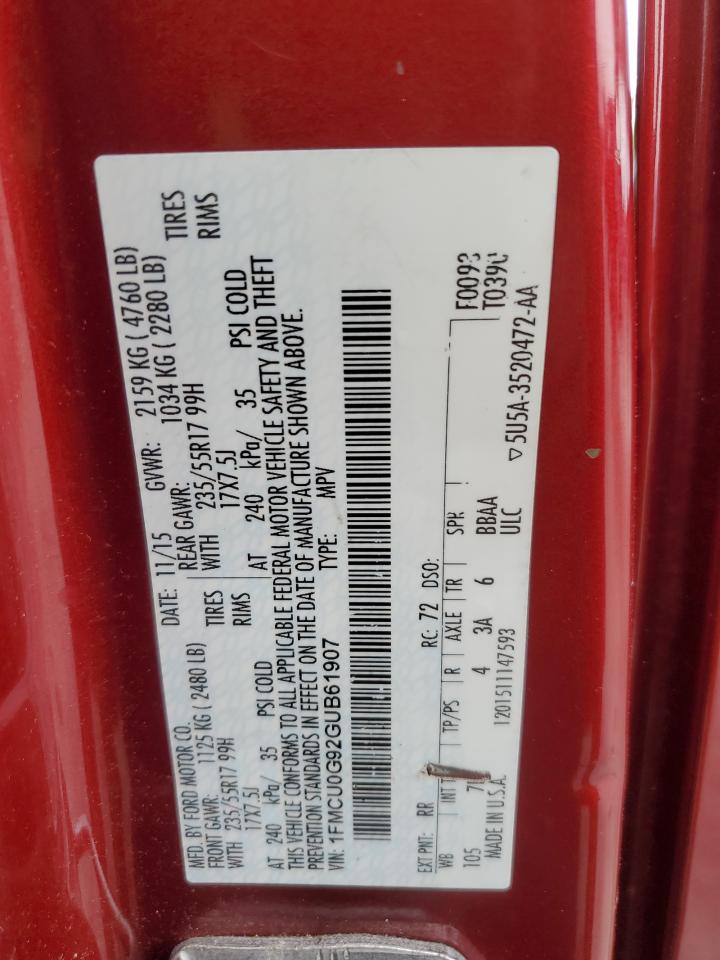 MFD. BY FORD MOTOR CO.
DATE: 11/15 GVWR: 2159 KG ( 4760 LB)
FRONT GAWR: 1125 KG ( 2480 LB) REAR GAWR: 1034 KG ( 2280 LB)
WITH 235/55R17 99H TIRES WITH 235/55R17 99H TIRES
17X7.5J RIMS 17X7.5J RIMS
AT 240 kPa/ 35 PSI COLD AT 240 kPa/ 35 PSI COLD
THIS VEHICLE CONFORMS TO ALL APPLICABLE FEDERAL MOTOR VEHICLE SAFETY AND THEFT
PREVENTION STANDARDS IN EFFECT ON THE DATE OF MANUFACTURE SHOWN ABOVE.
VIN: 1FMCU0G92GUB61907 TYPE: MPV
EXT PNT: RR RC: 72 DSO:
WB INT TP/PS R AXLE TR SPR F0093
105 4 3A 6 BBAA
MADE IN U.S.A. 1201511147593 ULC
▽5U5A-3520472-AA